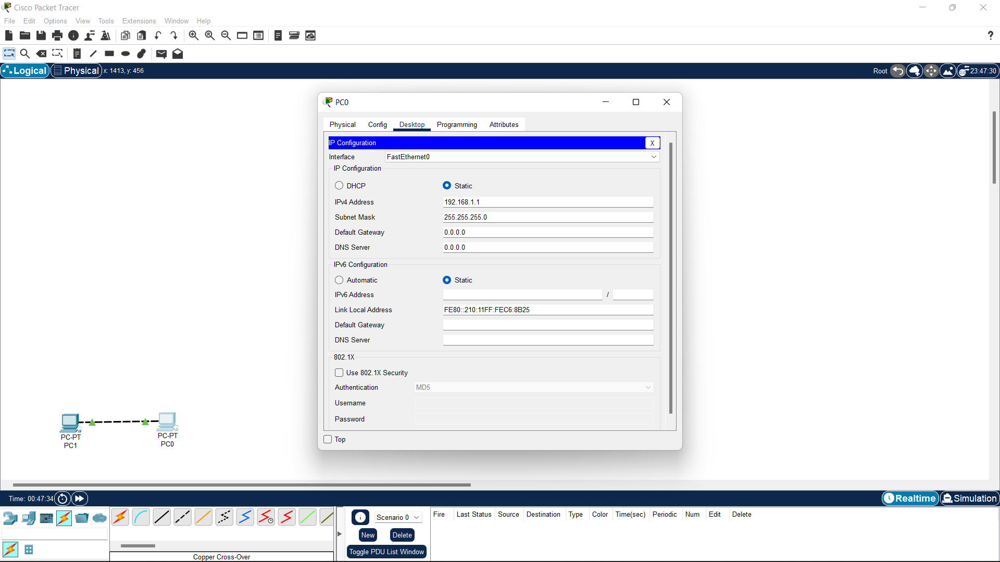 Cisco Packet Tracer
File Edit Options View Tools Extensions Window Help
?
Logical Physical x: 1413, y: 456 Root 23:47:30
PC0
Physical Config Desktop Programming Attributes
IP Configuration X
Interface FastEthernet0
IP Configuration
DHCP Static
IPv4 Address 192.168.1.1
Subnet Mask 255.255.255.0
Default Gateway 0.0.0.0
DNS Server 0.0.0.0
IPv6 Configuration
Automatic Static
IPv6 Address /
Link Local Address FE80::210:11FF:FEC6:8B25
Default Gateway
DNS Server
802.1X
Use 802.1X Security
Authentication MD5
Username
Password
Top
PC-PT
PC1
PC-PT
PC0
Time: 00:47:34 Realtime Simulation
Scenario 0
New Delete
Toggle PDU List Window
Fire Last Status Source Destination Type Color Time(sec) Periodic Num Edit Delete
Copper Cross-Over